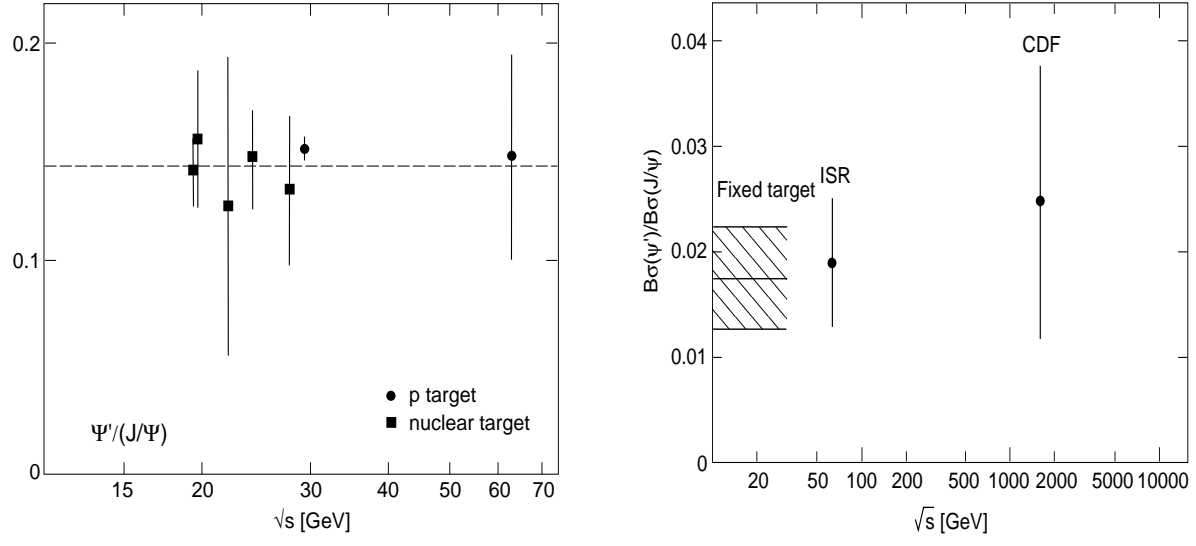 0.2
0.1
0
Ψ'/(J/Ψ)
p target
nuclear target
15 20 30 40 50 60 70
√s [GeV]
0.04
0.03
0.02
0.01
0
Bσ(ψ')/Bσ(J/ψ)
CDF
ISR
Fixed target
20 50 100 200 500 1000 2000 5000 10000
√s [GeV]